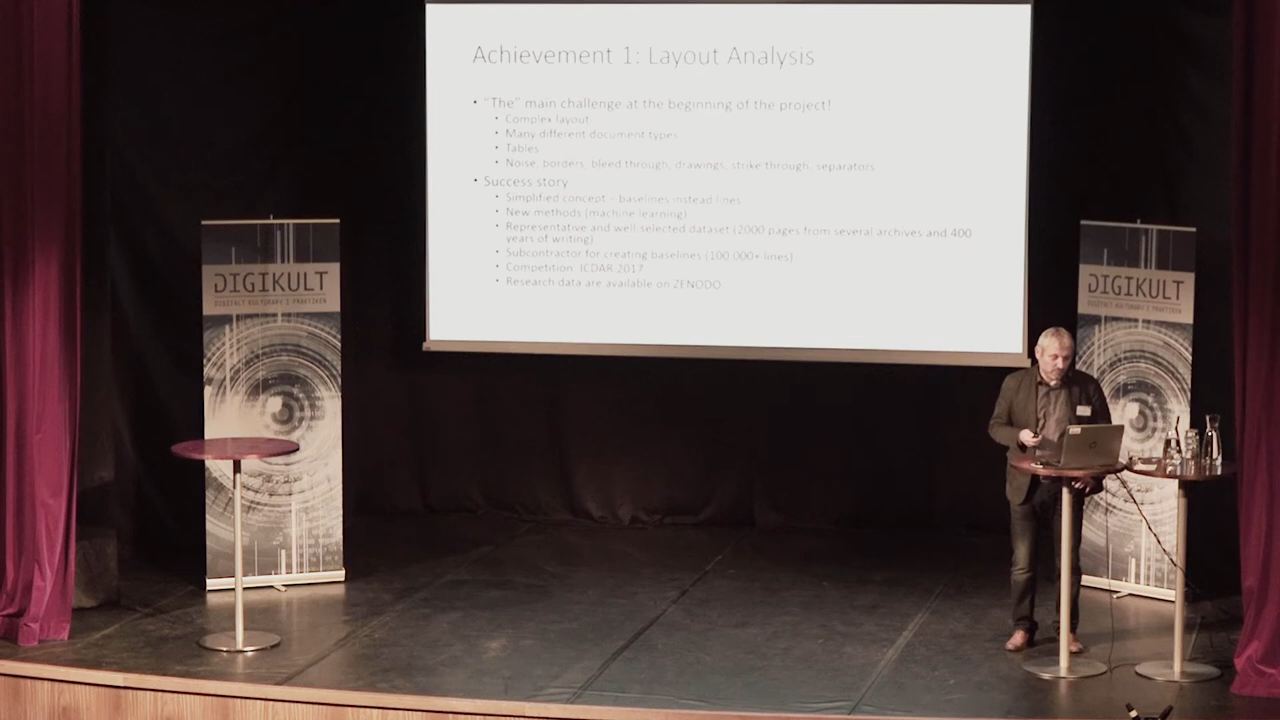 Achievement 1: Layout Analysis
• "The" main challenge at the beginning of the project!
• Complex layout
• Many different document types
• Tables
• Noise, borders, bleed through, drawings, strike through, separators
• Success story
• Simplified concept – baselines instead lines
• New methods (machine learning)
• Representative and well selected dataset (2000 pages from several archives and 400
years of writing)
• Subcontractor for creating baselines (100.000+ lines)
• Competition: ICDAR 2017
• Research data are available on ZENODO
DIGIKULT
DIGITALT KULTURARV I PRAKTIKEN
DIGIKULT
DIGITALT KULTURARV I PRAKTIKEN